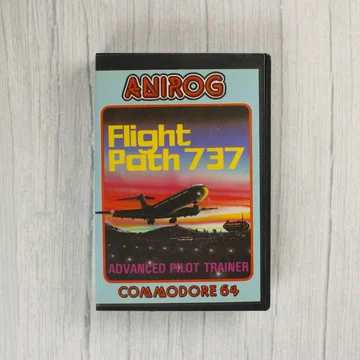 ANIROG
Flight
Path 737
ADVANCED PILOT TRAINER
COMMODORE 64